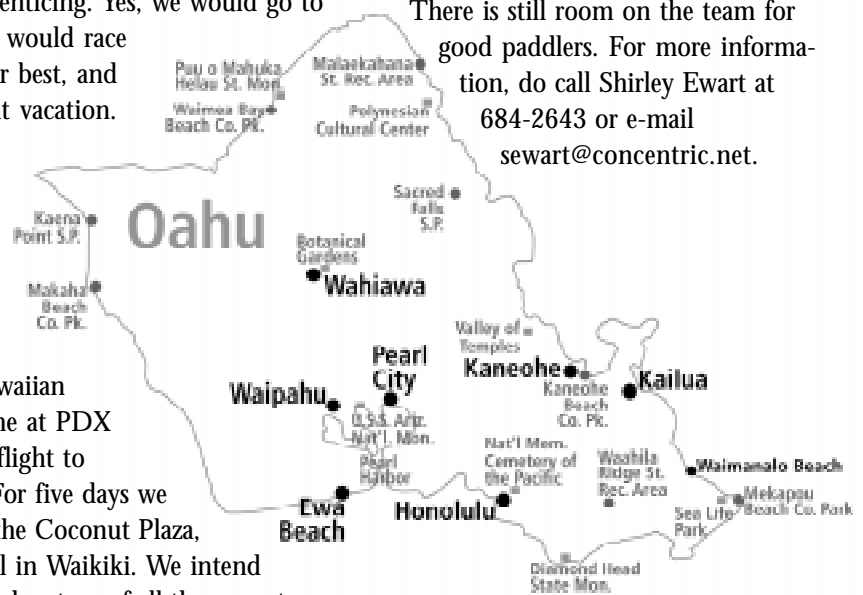 enticing. Yes, we would go to
would race
r best, and
t vacation.
There is still room on the team for
good paddlers. For more informa-
tion, do call Shirley Ewart at
684-2643 or e-mail
sewart@concentric.net.
Puu o Mahuka
Heiau St. Mon.
Waimea Bay
Beach Co. Pk.
Malaekahana
St. Rec. Area
Polynesian
Cultural Center
Sacred
Falls
S.P.
Kaena
Point S.P.
Oahu
Botanical
Gardens
Wahiawa
Makaha
Beach
Co. Pk.
Valley of
Temples
Kaneohe
Kaneohe
Beach
Co. Pk.
Kailua
Pearl
City
Waipahu
U.S.S. Ariz.
Nat'l. Mon.
Pearl
Harbor
Nat'l Mem.
Cemetery of
the Pacific
Waahila
Ridge St.
Rec. Area
Waimanalo Beach
Ewa
Beach
Honolulu
Sea Life
Park
Mekapou
Beach Co. Park
Diamond Head
State Mon.
waiian
ne at PDX
flight to
For five days we
the Coconut Plaza,
l in Waikiki. We intend